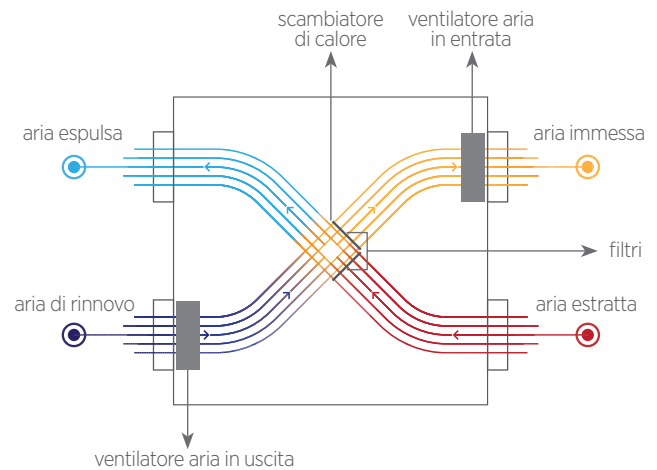 scambiatore
di calore
ventilatore aria
in entrata
aria espulsa
aria immessa
filtri
aria di rinnovo
aria estratta
ventilatore aria in uscita